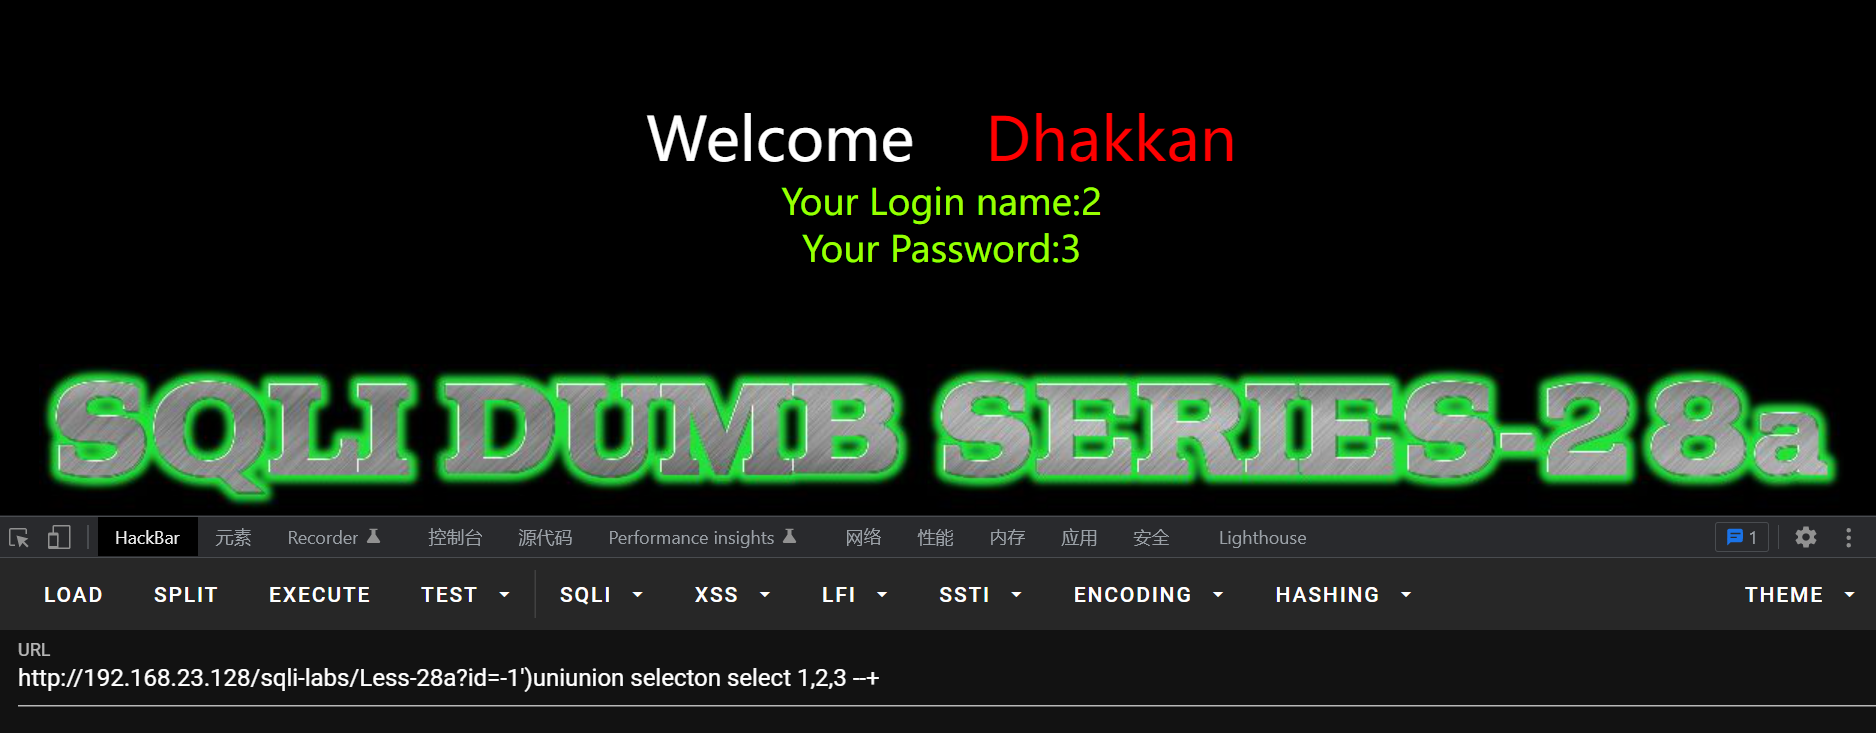 Welcome Dhakkan
Your Login name:2
Your Password:3
SQLI DUMB SERIES-28a
HackBar 元素 Recorder 控制台 源代码 Performance insights 网络 性能 内存 应用 安全 Lighthouse 1
LOAD SPLIT EXECUTE TEST SQLI XSS LFI SSTI ENCODING HASHING THEME
URL
http://192.168.23.128/sqli-labs/Less-28a?id=-1')uniunion selecton select 1,2,3 --+